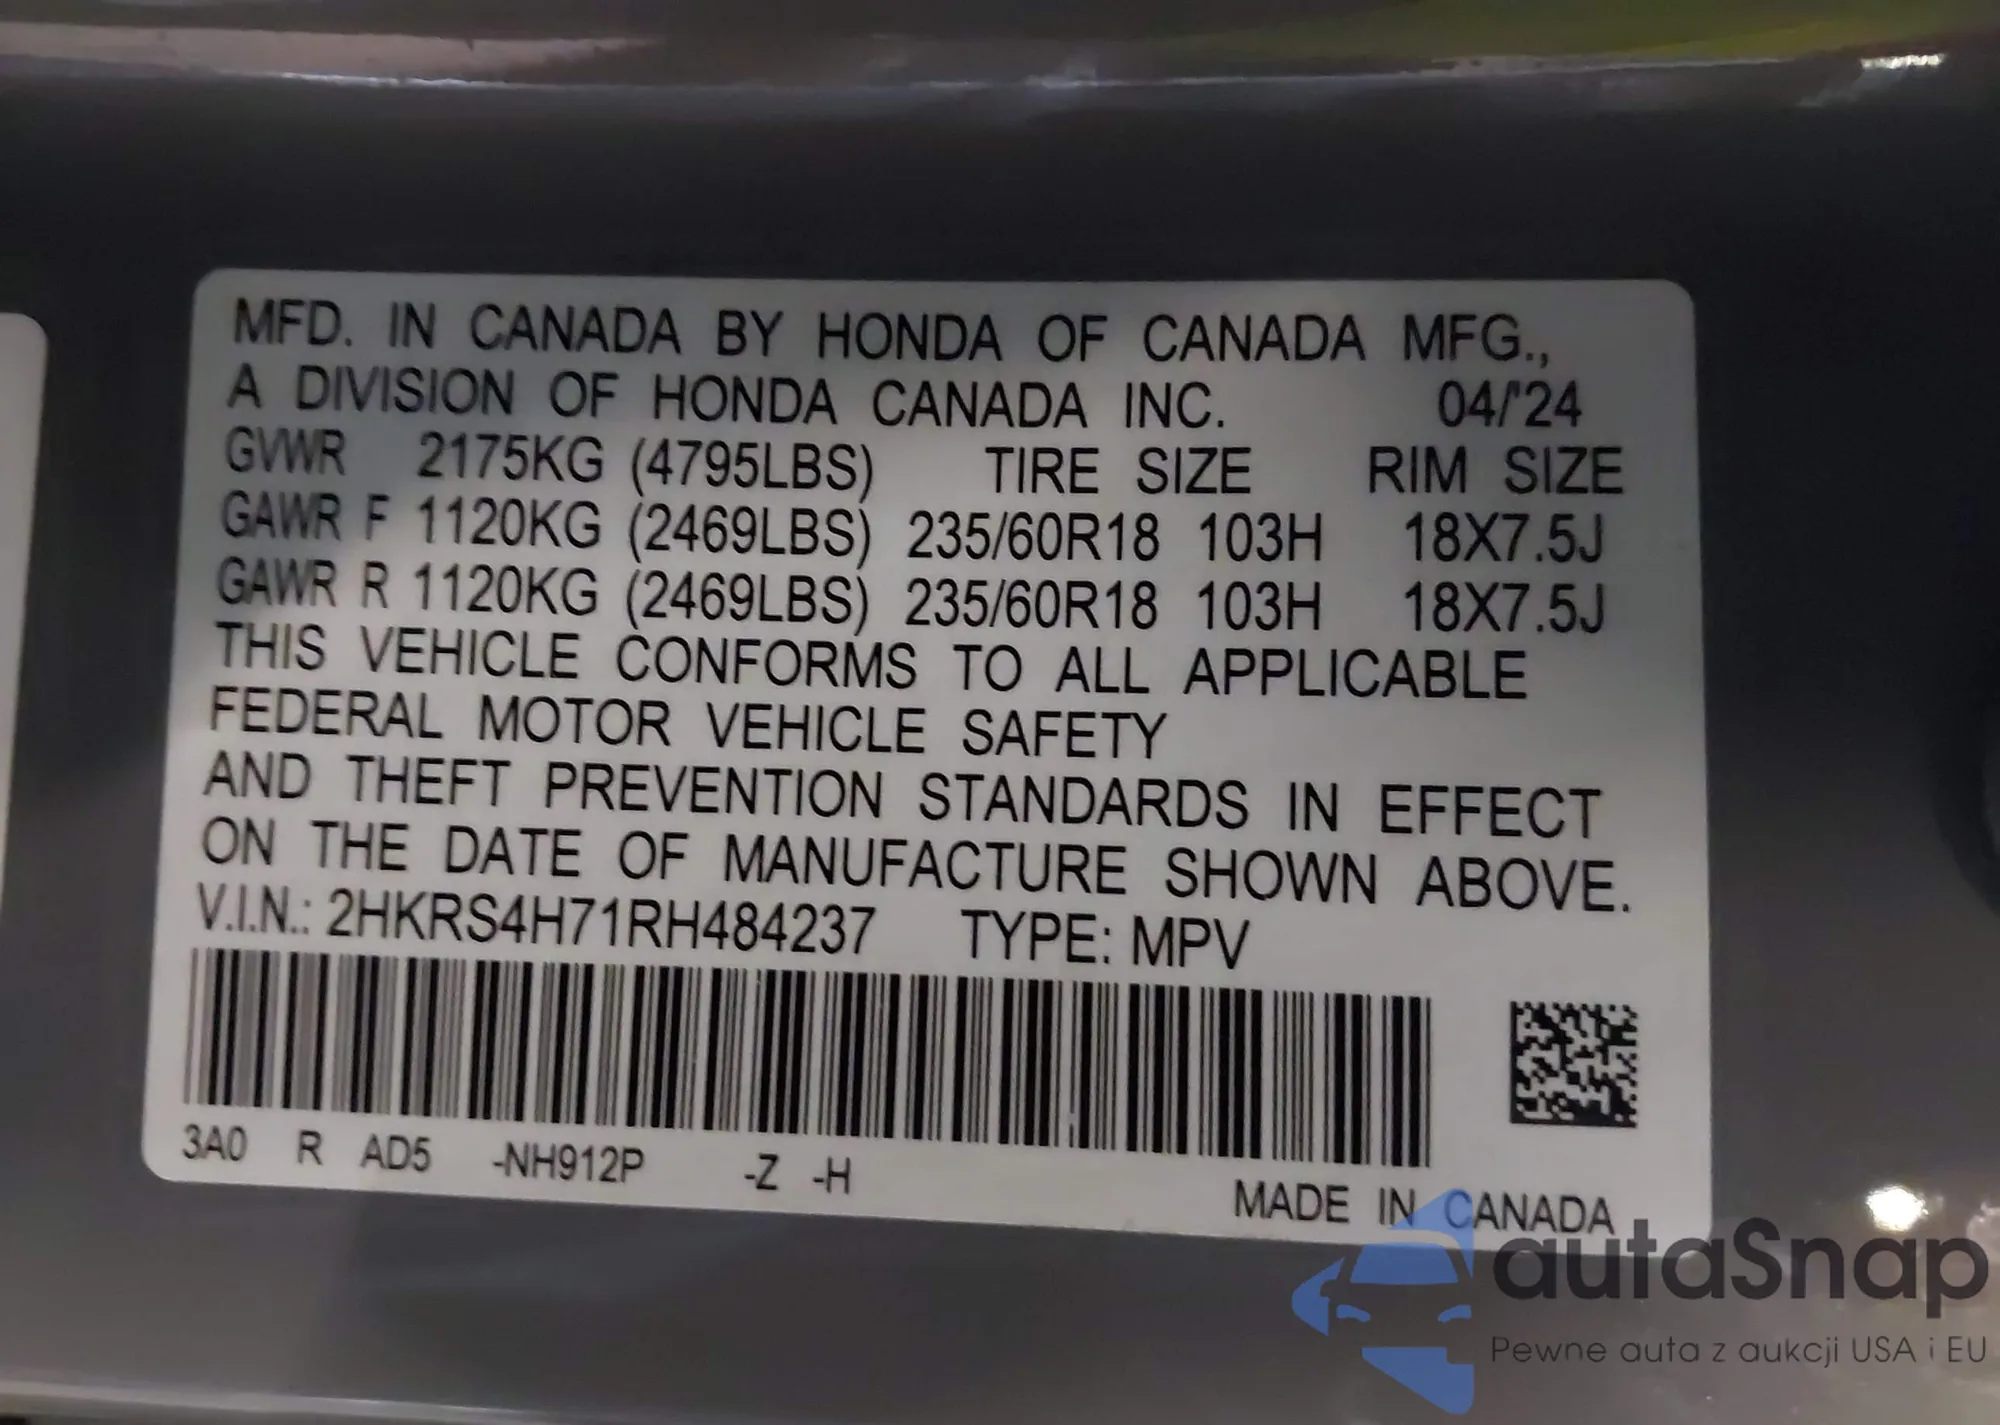 MFD. IN CANADA BY HONDA OF CANADA MFG.,
A DIVISION OF HONDA CANADA INC. 04/'24
GVWR 2175KG (4795LBS) TIRE SIZE RIM SIZE
GAWR F 1120KG (2469LBS) 235/60R18 103H 18X7.5J
GAWR R 1120KG (2469LBS) 235/60R18 103H 18X7.5J
THIS VEHICLE CONFORMS TO ALL APPLICABLE
FEDERAL MOTOR VEHICLE SAFETY
AND THEFT PREVENTION STANDARDS IN EFFECT
ON THE DATE OF MANUFACTURE SHOWN ABOVE.
V.I.N.: 2HKRS4H71RH484237 TYPE: MPV
3A0 R AD5 -NH912P -Z -H
MADE IN CANADA
autaSnap
Pewne auta z aukcji USA i EU